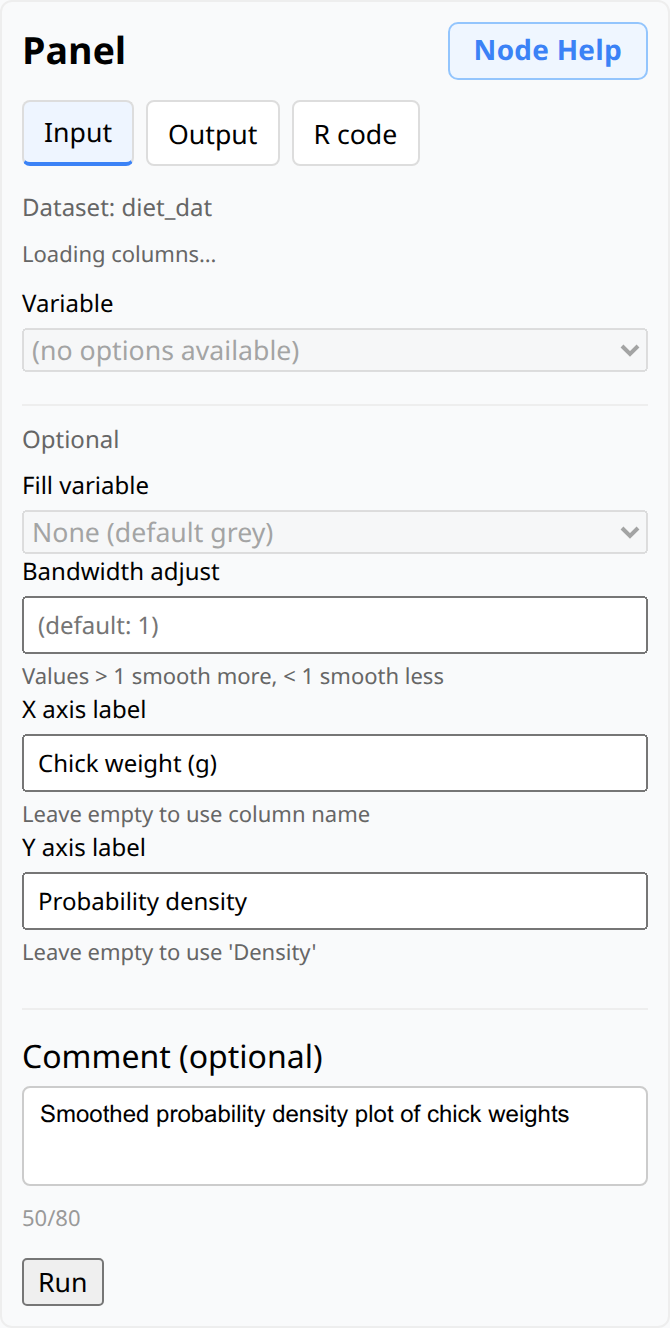 Panel
Node Help
Input
Output
R code
Dataset: diet_dat
Loading columns...
Variable
(no options available)
Optional
Fill variable
None (default grey)
Bandwidth adjust
(default: 1)
Values > 1 smooth more, < 1 smooth less
X axis label
Chick weight (g)
Leave empty to use column name
Y axis label
Probability density
Leave empty to use 'Density'
Comment (optional)
Smoothed probability density plot of chick weights
50/80
Run